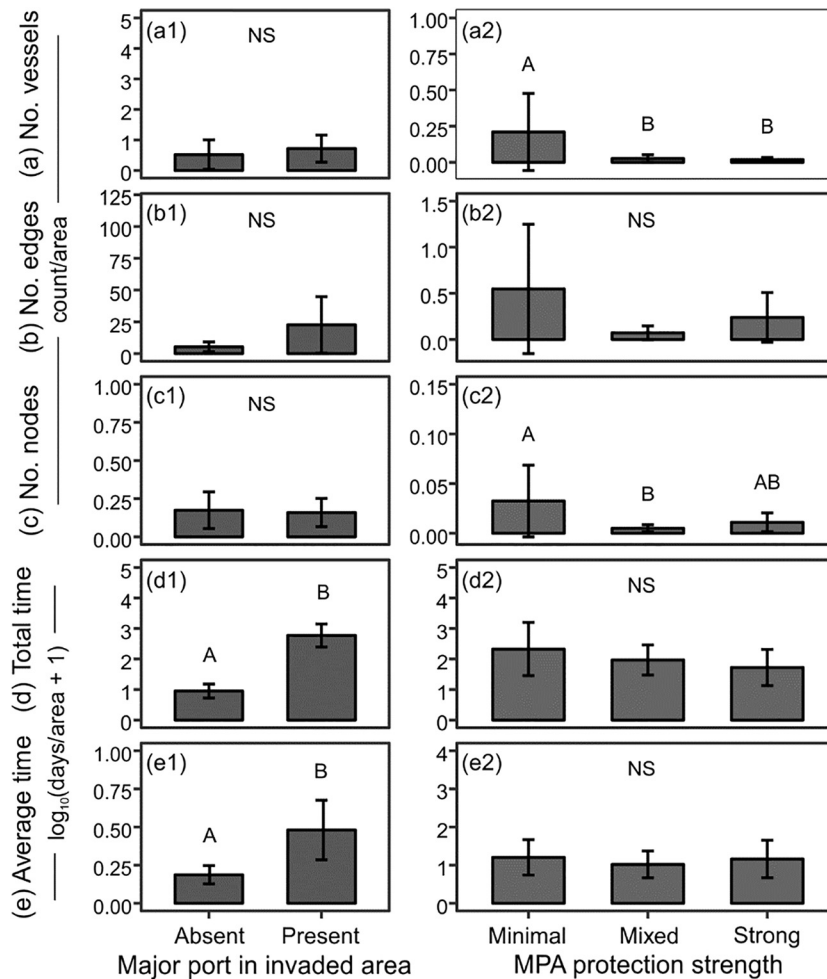 (a) No. vessels
(b) No. edges
(c) No. nodes
count/area
(d) Total time
(e) Average time
log₁₀(days/area + 1)
(a1) NS
5
4
3
2
1
0
(a2)
1.00
0.75
0.50
0.25
0.00
A B B
(b1) NS
125
100
75
50
25
0
(b2) NS
1.5
1.0
0.5
0.0
(c1) NS
1.00
0.75
0.50
0.25
0.00
(c2)
0.15
0.10
0.05
0.00
A B AB
(d1)
5
4
3
2
1
0
A B
(d2) NS
5
4
3
2
1
0
(e1)
1.00
0.75
0.50
0.25
0.00
A B
(e2) NS
4
3
2
1
0
Absent Present
Major port in invaded area
Minimal Mixed Strong
MPA protection strength